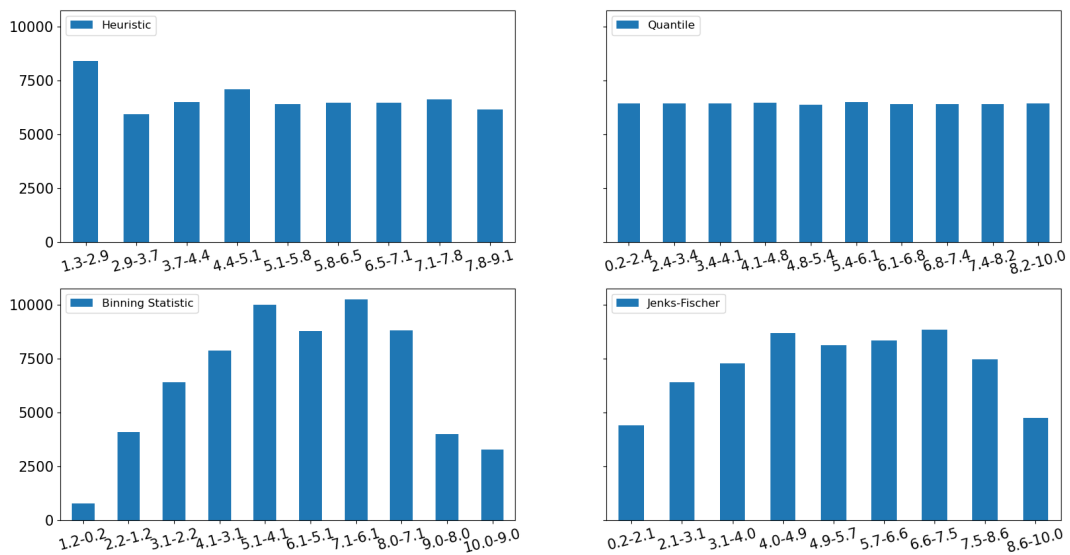 Heuristic
10000
7500
5000
2500
0
1.3-2.9 2.9-3.7 3.7-4.4 4.4-5.1 5.1-5.8 5.8-6.5 6.5-7.1 7.1-7.8 7.8-9.1
Quantile
0.2-2.4 2.4-3.4 3.4-4.1 4.1-4.8 4.8-5.4 5.4-6.1 6.1-6.8 6.8-7.4 7.4-8.2 8.2-10.0
Binning Statistic
10000
7500
5000
2500
0
1.2-0.2 2.2-1.2 3.1-2.2 4.1-3.1 5.1-4.1 6.1-5.1 7.1-6.1 8.0-7.1 9.0-8.0 10.0-9.0
Jenks-Fischer
0.2-2.1 2.1-3.1 3.1-4.0 4.0-4.9 4.9-5.7 5.7-6.6 6.6-7.5 7.5-8.6 8.6-10.0